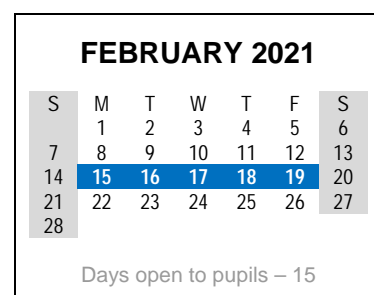 FEBRUARY 2021
S M T W T F S
1 2 3 4 5 6
7 8 9 10 11 12 13
14 15 16 17 18 19 20
21 22 23 24 25 26 27
28
Days open to pupils – 15